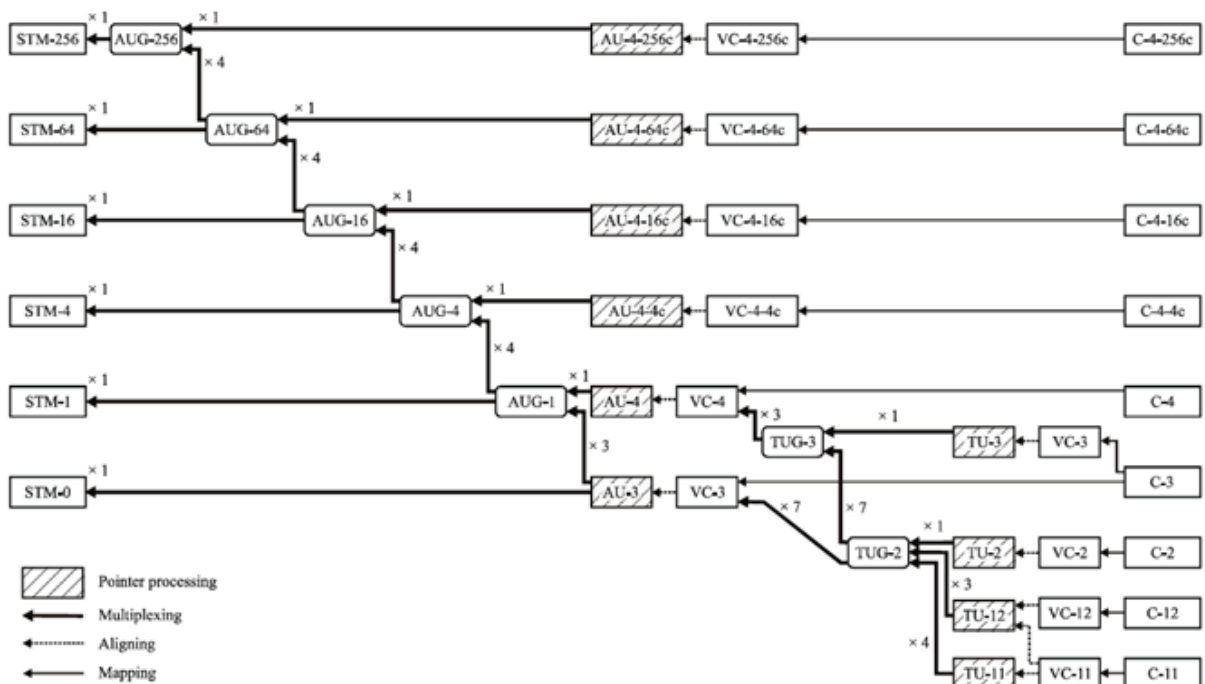 × 1 × 1
STM-256 AUG-256 AU-4-256c VC-4-256c C-4-256c
× 4
× 1 × 1
STM-64 AUG-64 AU-4-64c VC-4-64c C-4-64c
× 4
× 1 × 1
STM-16 AUG-16 AU-4-16c VC-4-16c C-4-16c
× 4
× 1 × 1
STM-4 AUG-4 AU-4-4c VC-4-4c C-4-4c
× 4
× 1 × 1
STM-1 AUG-1 AU-4 VC-4 C-4
× 3 × 1
TUG-3 TU-3 VC-3
× 3
× 1
STM-0 AU-3 VC-3 C-3
× 7 × 7
× 1
TUG-2 TU-2 VC-2 C-2
Pointer processing
× 3
Multiplexing
TU-12 VC-12 C-12
Aligning
× 4
Mapping
TU-11 VC-11 C-11